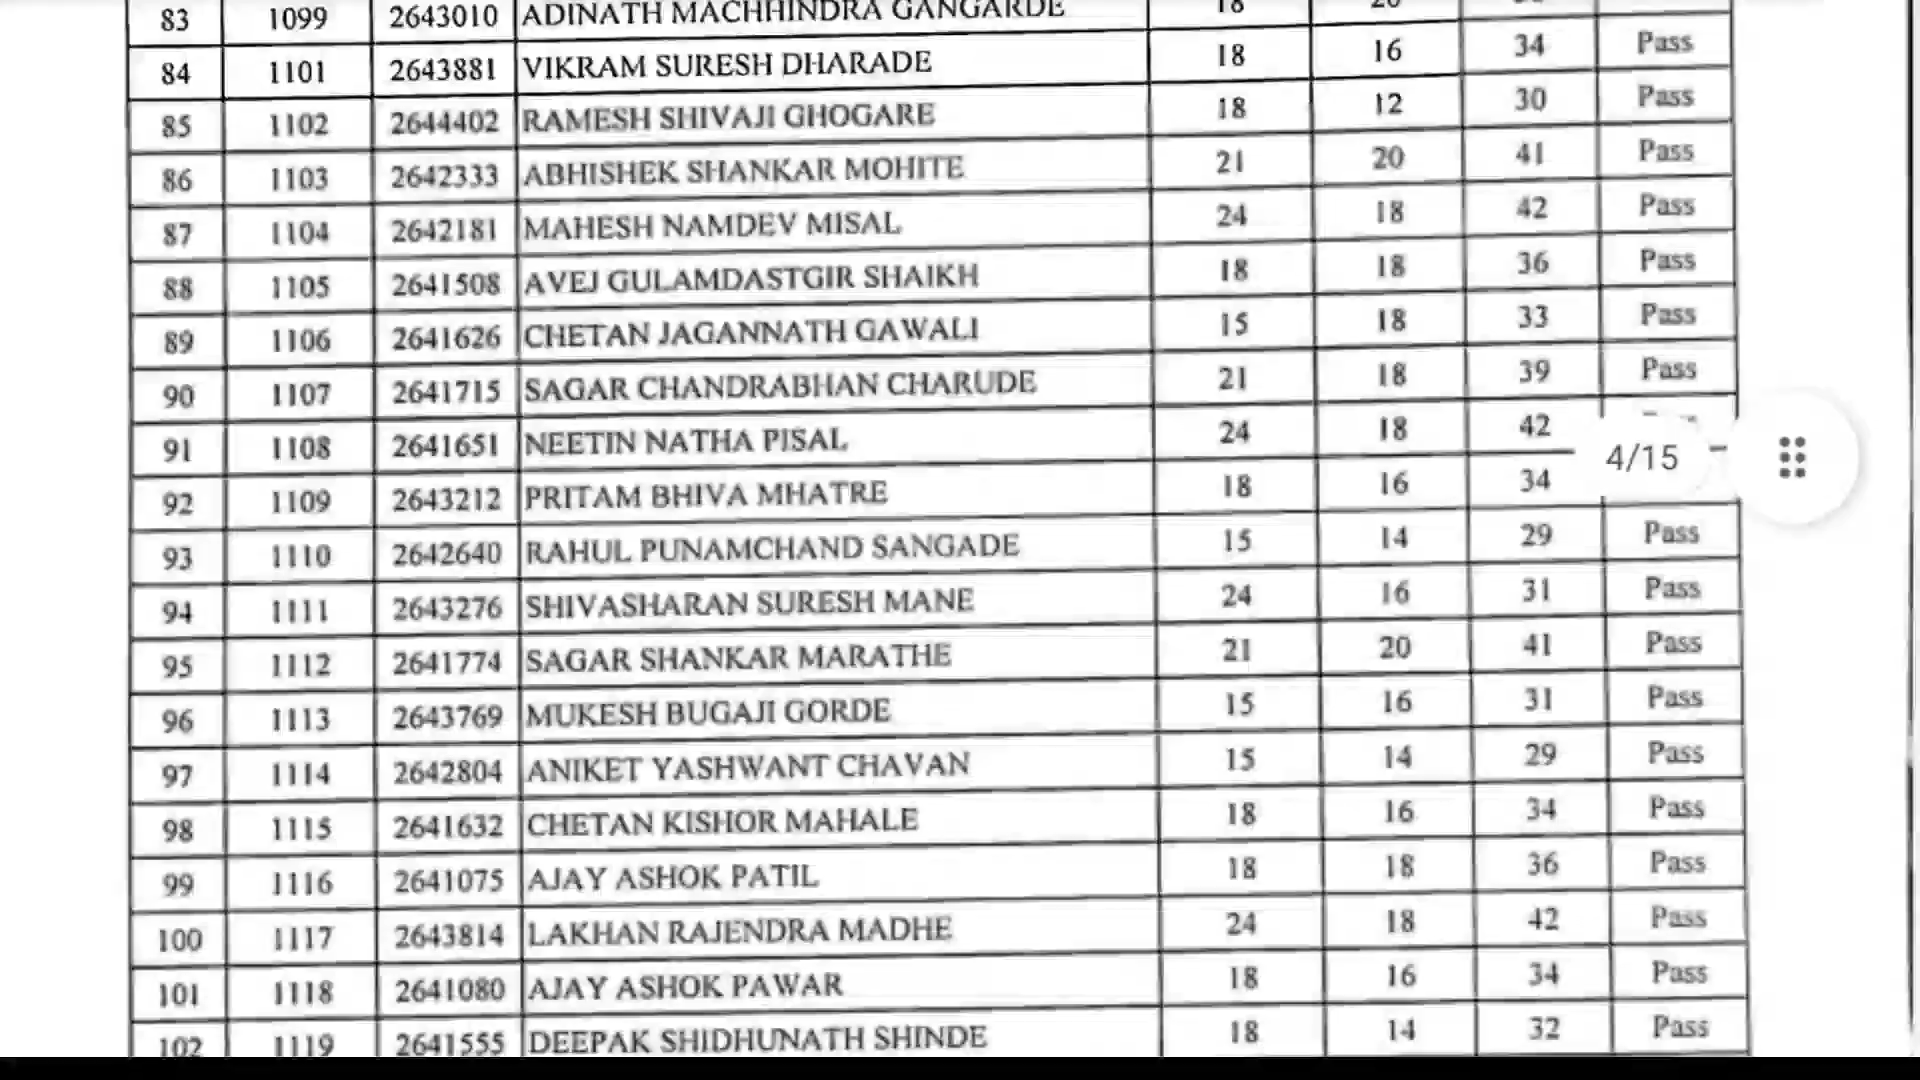 83 1099 2643010 ADINATH MACHHINDRA GANGARDE 18 20
84 1101 2643881 VIKRAM SURESH DHARADE 18 16 34 Pass
85 1102 2644402 RAMESH SHIVAJI GHOGARE 18 12 30 Pass
86 1103 2642333 ABHISHEK SHANKAR MOHITE 21 20 41 Pass
87 1104 2642181 MAHESH NAMDEV MISAL 24 18 42 Pass
88 1105 2641508 AVEJ GULAMDASTGIR SHAIKH 18 18 36 Pass
89 1106 2641626 CHETAN JAGANNATH GAWALI 15 18 33 Pass
90 1107 2641715 SAGAR CHANDRABHAN CHARUDE 21 18 39 Pass
91 1108 2641651 NEETIN NATHA PISAL 24 18 42
4/15
92 1109 2643212 PRITAM BHIVA MHATRE 18 16 34
93 1110 2642640 RAHUL PUNAMCHAND SANGADE 15 14 29 Pass
94 1111 2643276 SHIVASHARAN SURESH MANE 24 16 31 Pass
95 1112 2641774 SAGAR SHANKAR MARATHE 21 20 41 Pass
96 1113 2643769 MUKESH BUGAJI GORDE 15 16 31 Pass
97 1114 2642804 ANIKET YASHWANT CHAVAN 15 14 29 Pass
98 1115 2641632 CHETAN KISHOR MAHALE 18 16 34 Pass
99 1116 2641075 AJAY ASHOK PATIL 18 18 36 Pass
100 1117 2643814 LAKHAN RAJENDRA MADHE 24 18 42 Pass
101 1118 2641080 AJAY ASHOK PAWAR 18 16 34 Pass
102 1119 2641555 DEEPAK SHIDHUNATH SHINDE 18 14 32 Pass